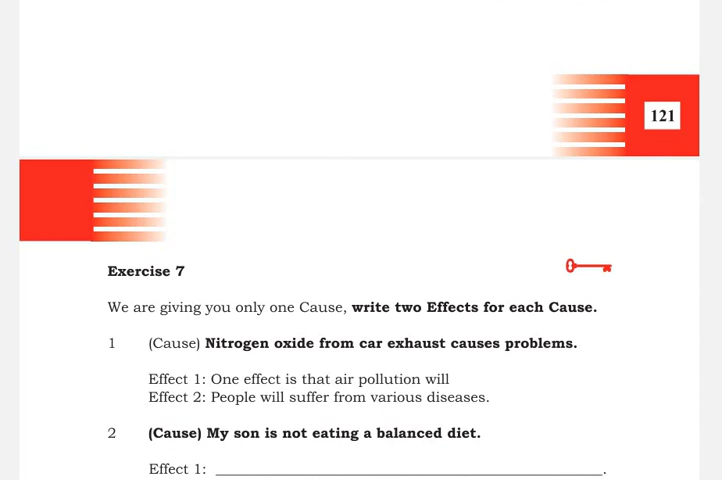 121
Exercise 7
We are giving you only one Cause, write two Effects for each Cause.
1 (Cause) Nitrogen oxide from car exhaust causes problems.
Effect 1: One effect is that air pollution will
Effect 2: People will suffer from various diseases.
2 (Cause) My son is not eating a balanced diet.
Effect 1: ______________________________________________.